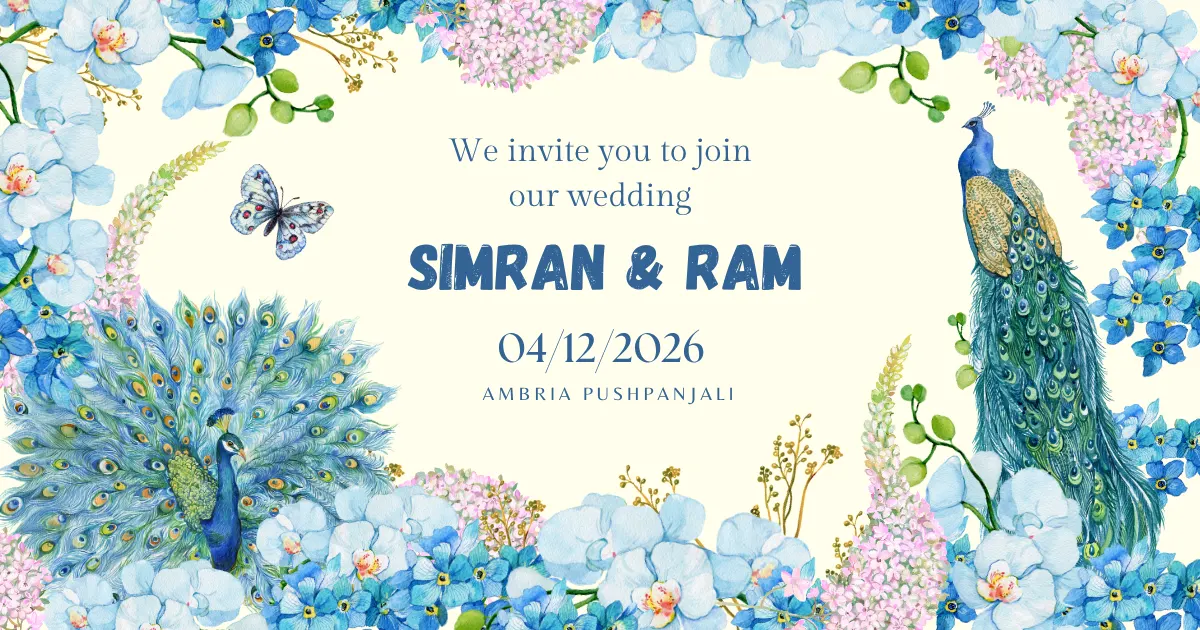 We invite you to join
our wedding
SIMRAN & RAM
04/12/2026
AMBRIA PUSHPANJALI